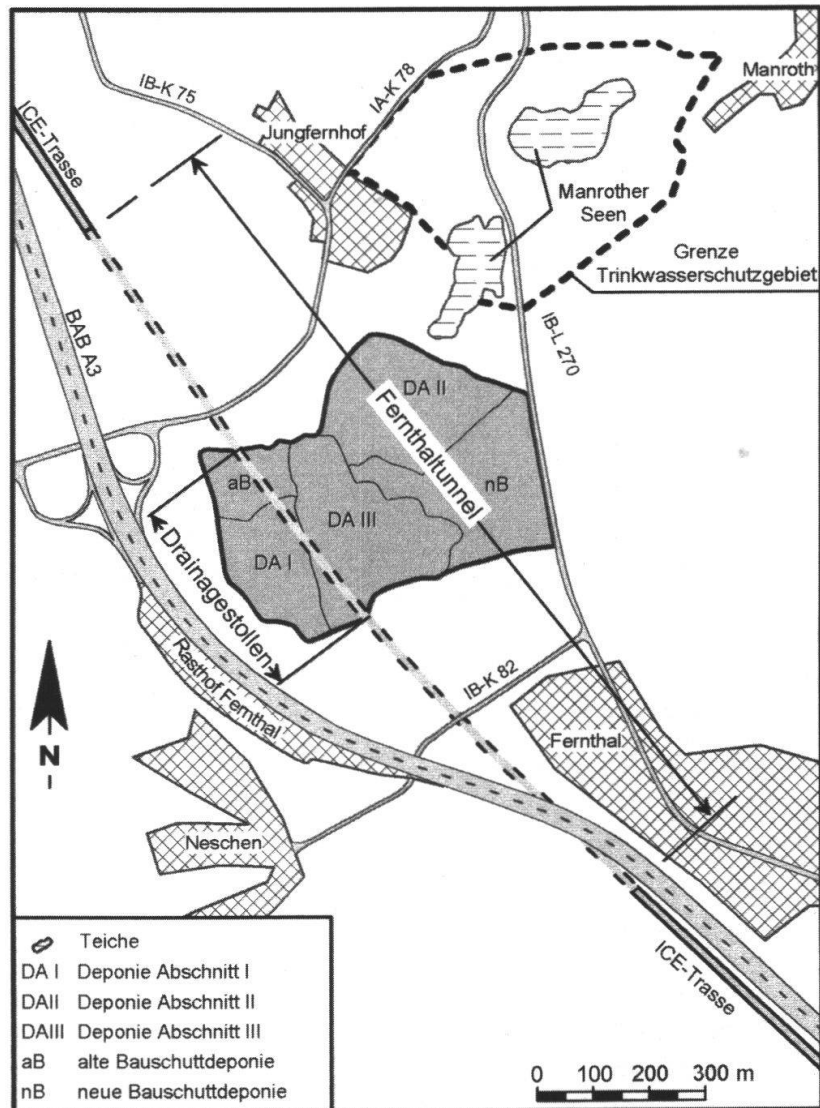 IB-K 75
IA-K 78
Manroth
ICE-Trasse
Jungfernhof
Manrother
Seen
Grenze
Trinkwasserschutzgebiet
BAB A3
IB-L 270
DA II
Fernthaltunnel
aB
nB
DA III
DA I
Drainagestollen
Rasthof Fernthal
IB-K 82
N
Fernthal
Neschen
ICE-Trasse
Teiche
DA I Deponie Abschnitt I
DAII Deponie Abschnitt II
DAIII Deponie Abschnitt III
aB alte Bauschuttdeponie
nB neue Bauschuttdeponie
0 100 200 300 m